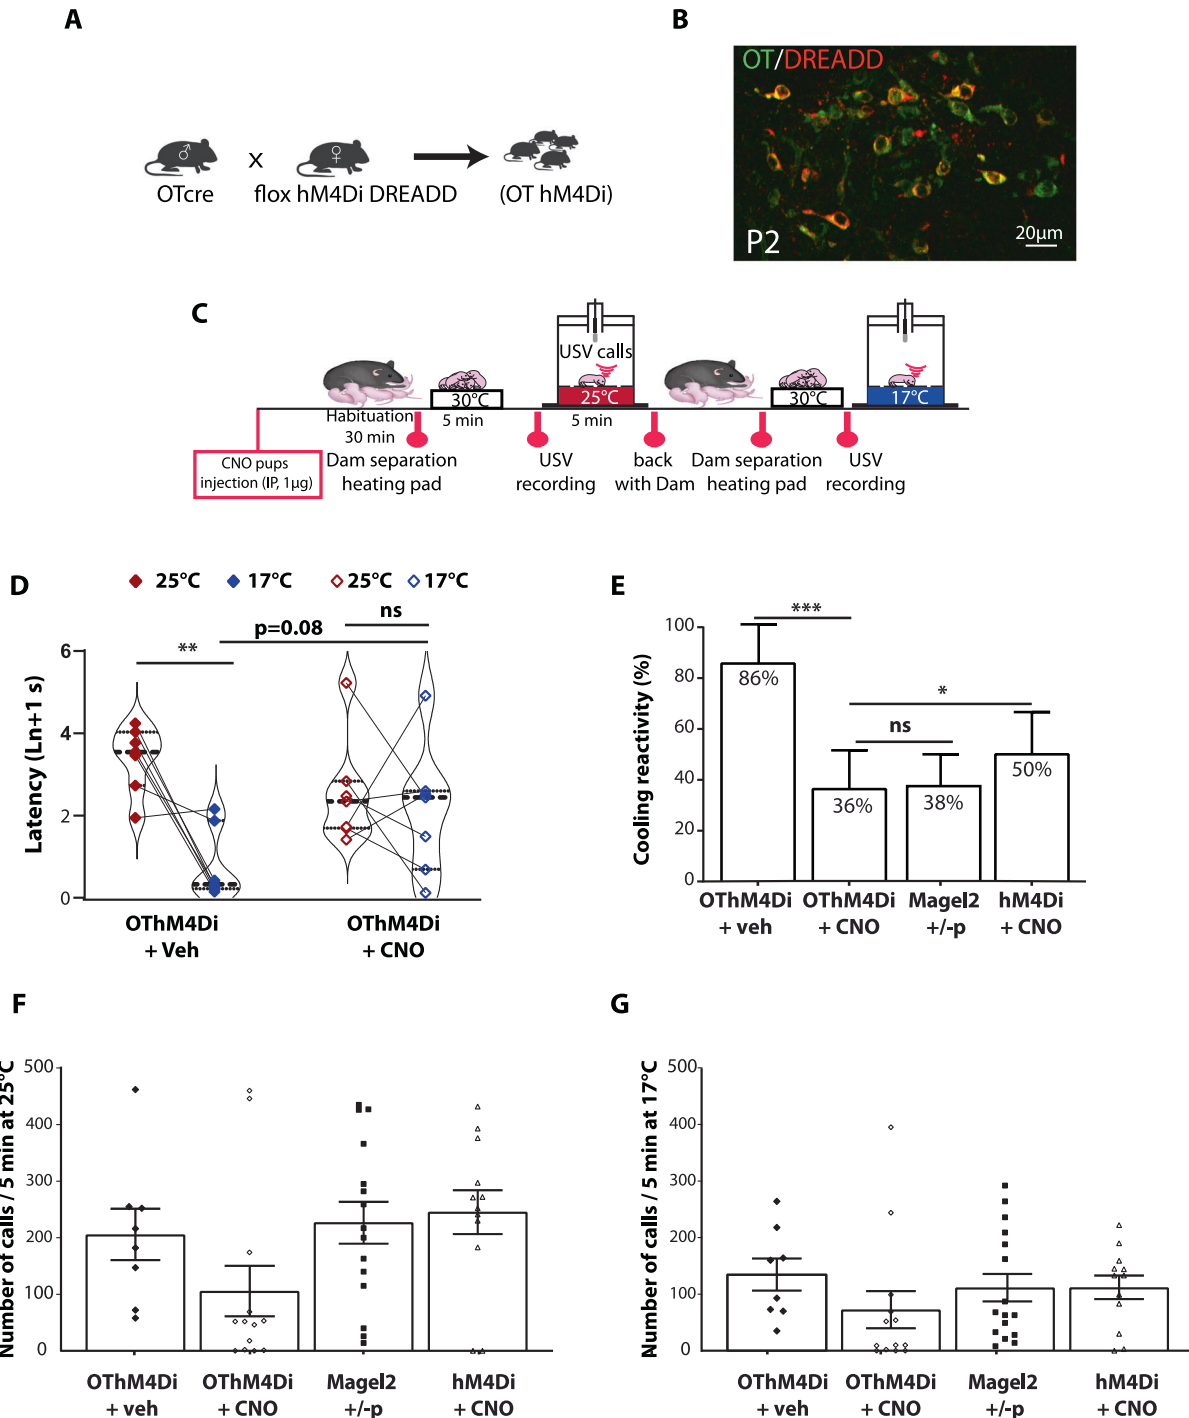 A
B
OT/DREADD
P2
20µm
♂
x
♀
OTcre
flox hM4Di DREADD
(OT hM4Di)
C
USV calls
30°C
25°C
30°C
17°C
Habituation
30 min
5 min
5 min
CNO pups
injection (IP, 1µg)
Dam separation
heating pad
USV
recording
back
with Dam
Dam separation
heating pad
USV
recording
D
25°C
17°C
25°C
17°C
ns
p=0.08
**
Latency (Ln+1 s)
6
4
2
0
OThM4Di
+ Veh
OThM4Di
+ CNO
E
Cooling reactivity (%)
100
80
60
40
20
0
***
*
ns
86%
36%
38%
50%
OThM4Di
+ veh
OThM4Di
+ CNO
Magel2
+/-p
hM4Di
+ CNO
F
Number of calls / 5 min at 25°C
500
400
300
200
100
0
OThM4Di
+ veh
OThM4Di
+ CNO
Magel2
+/-p
hM4Di
+ CNO
G
Number of calls / 5 min at 17°C
500
400
300
200
100
0
OThM4Di
+ veh
OThM4Di
+ CNO
Magel2
+/-p
hM4Di
+ CNO